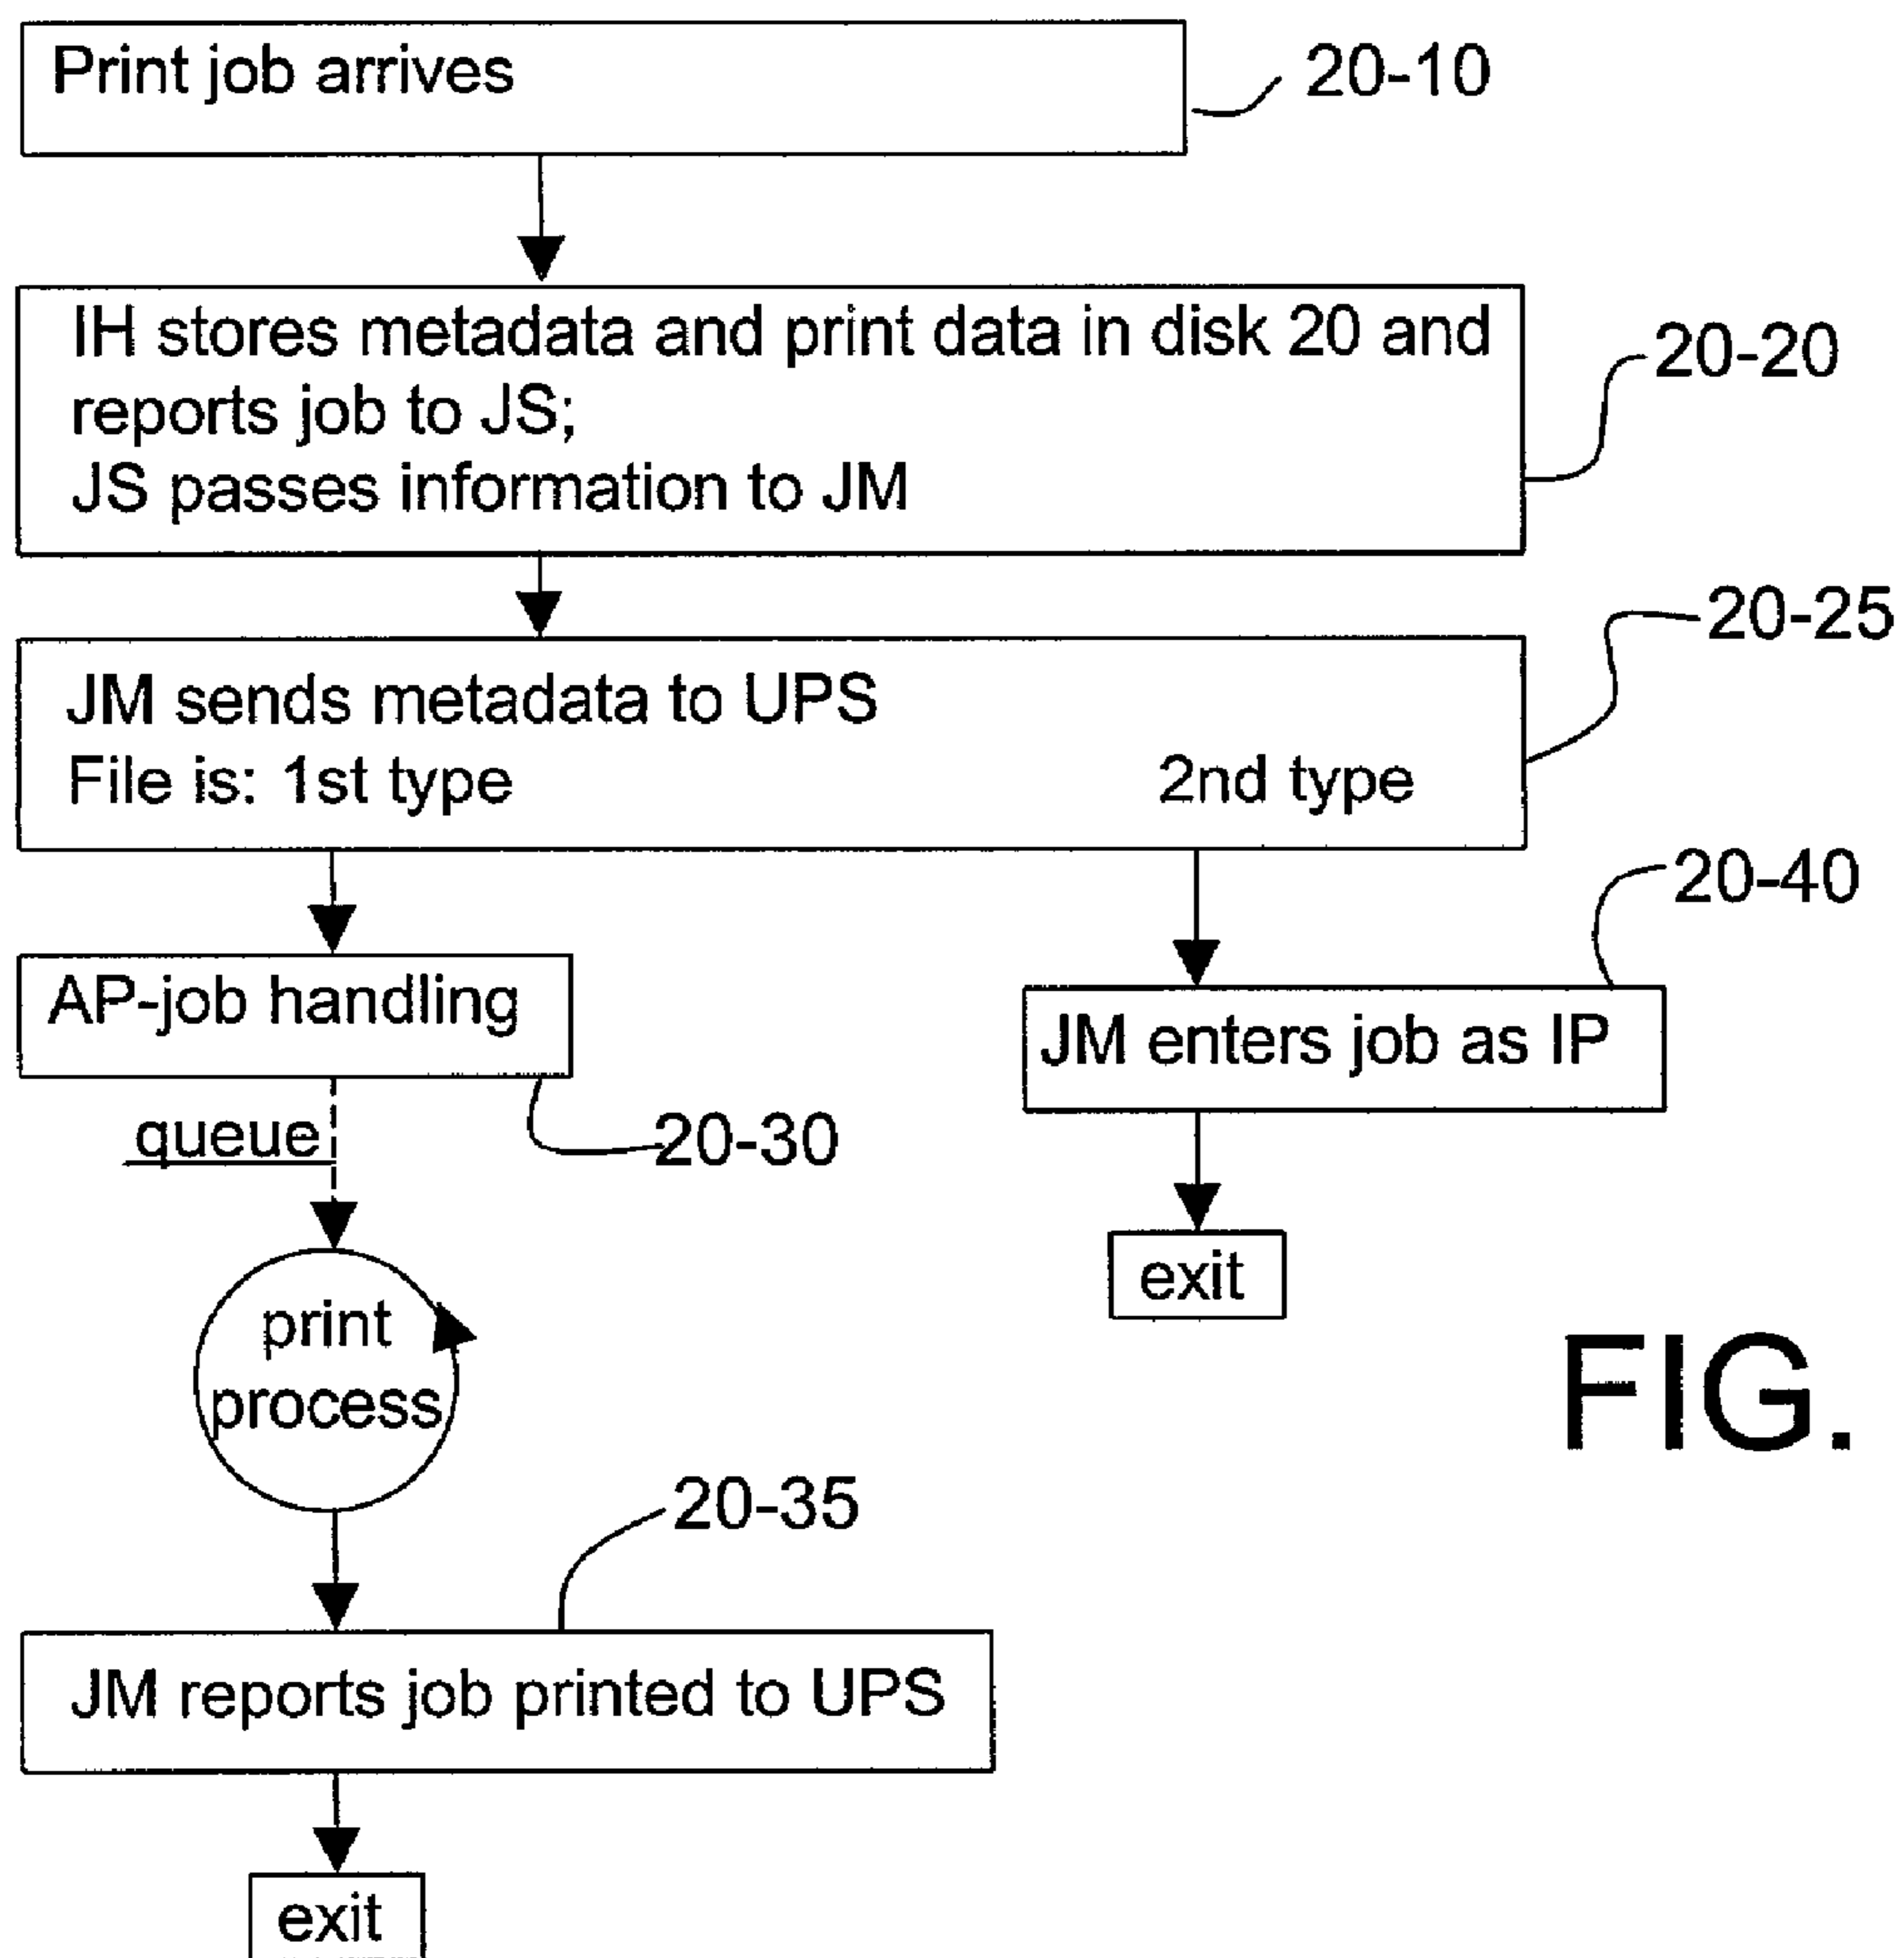 Print job arrives
20-10
IH stores metadata and print data in disk 20 and
reports job to JS;
JS passes information to JM
20-20
20-25
JM sends metadata to UPS
File is: 1st type 2nd type
20-40
AP-job handling
JM enters job as IP
queue
20-30
exit
print
process
FIG.
20-35
JM reports job printed to UPS
exit